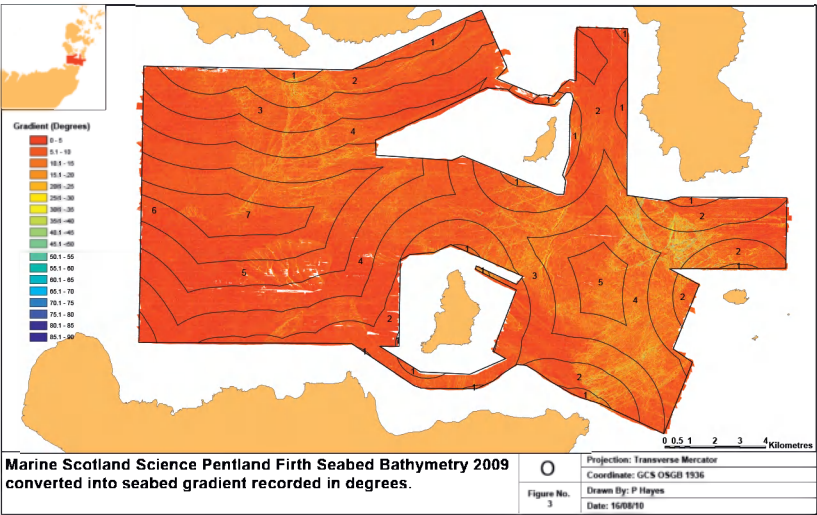 Gradient (Degrees)
0 - 5
5.1 - 10
10.1 - 15
15.1 - 20
30.1 - 35
35.1 - 40
40.1 - 45
45.1 - 50
50.1 - 55
55.1 - 60
60.1 - 65
65.1 - 70
70.1 - 75
75.1 - 80
80.1 - 85
85.1 - 90
1
1
2
3
4
1
2
1
1
1
1
2
6
7
2
1
5
4
3
5
4
2
1
2
1
1
1
1
2
1
0 0.5 1 2 3 4
Kilometres
Marine Scotland Science Pentland Firth Seabed Bathymetry 2009
converted into seabed gradient recorded in degrees.
O
Figure No.
3
Projection: Transverse Mercator
Coordinate: GCS OSGB 1936
Drawn By: P Hayes
Date: 16/08/10